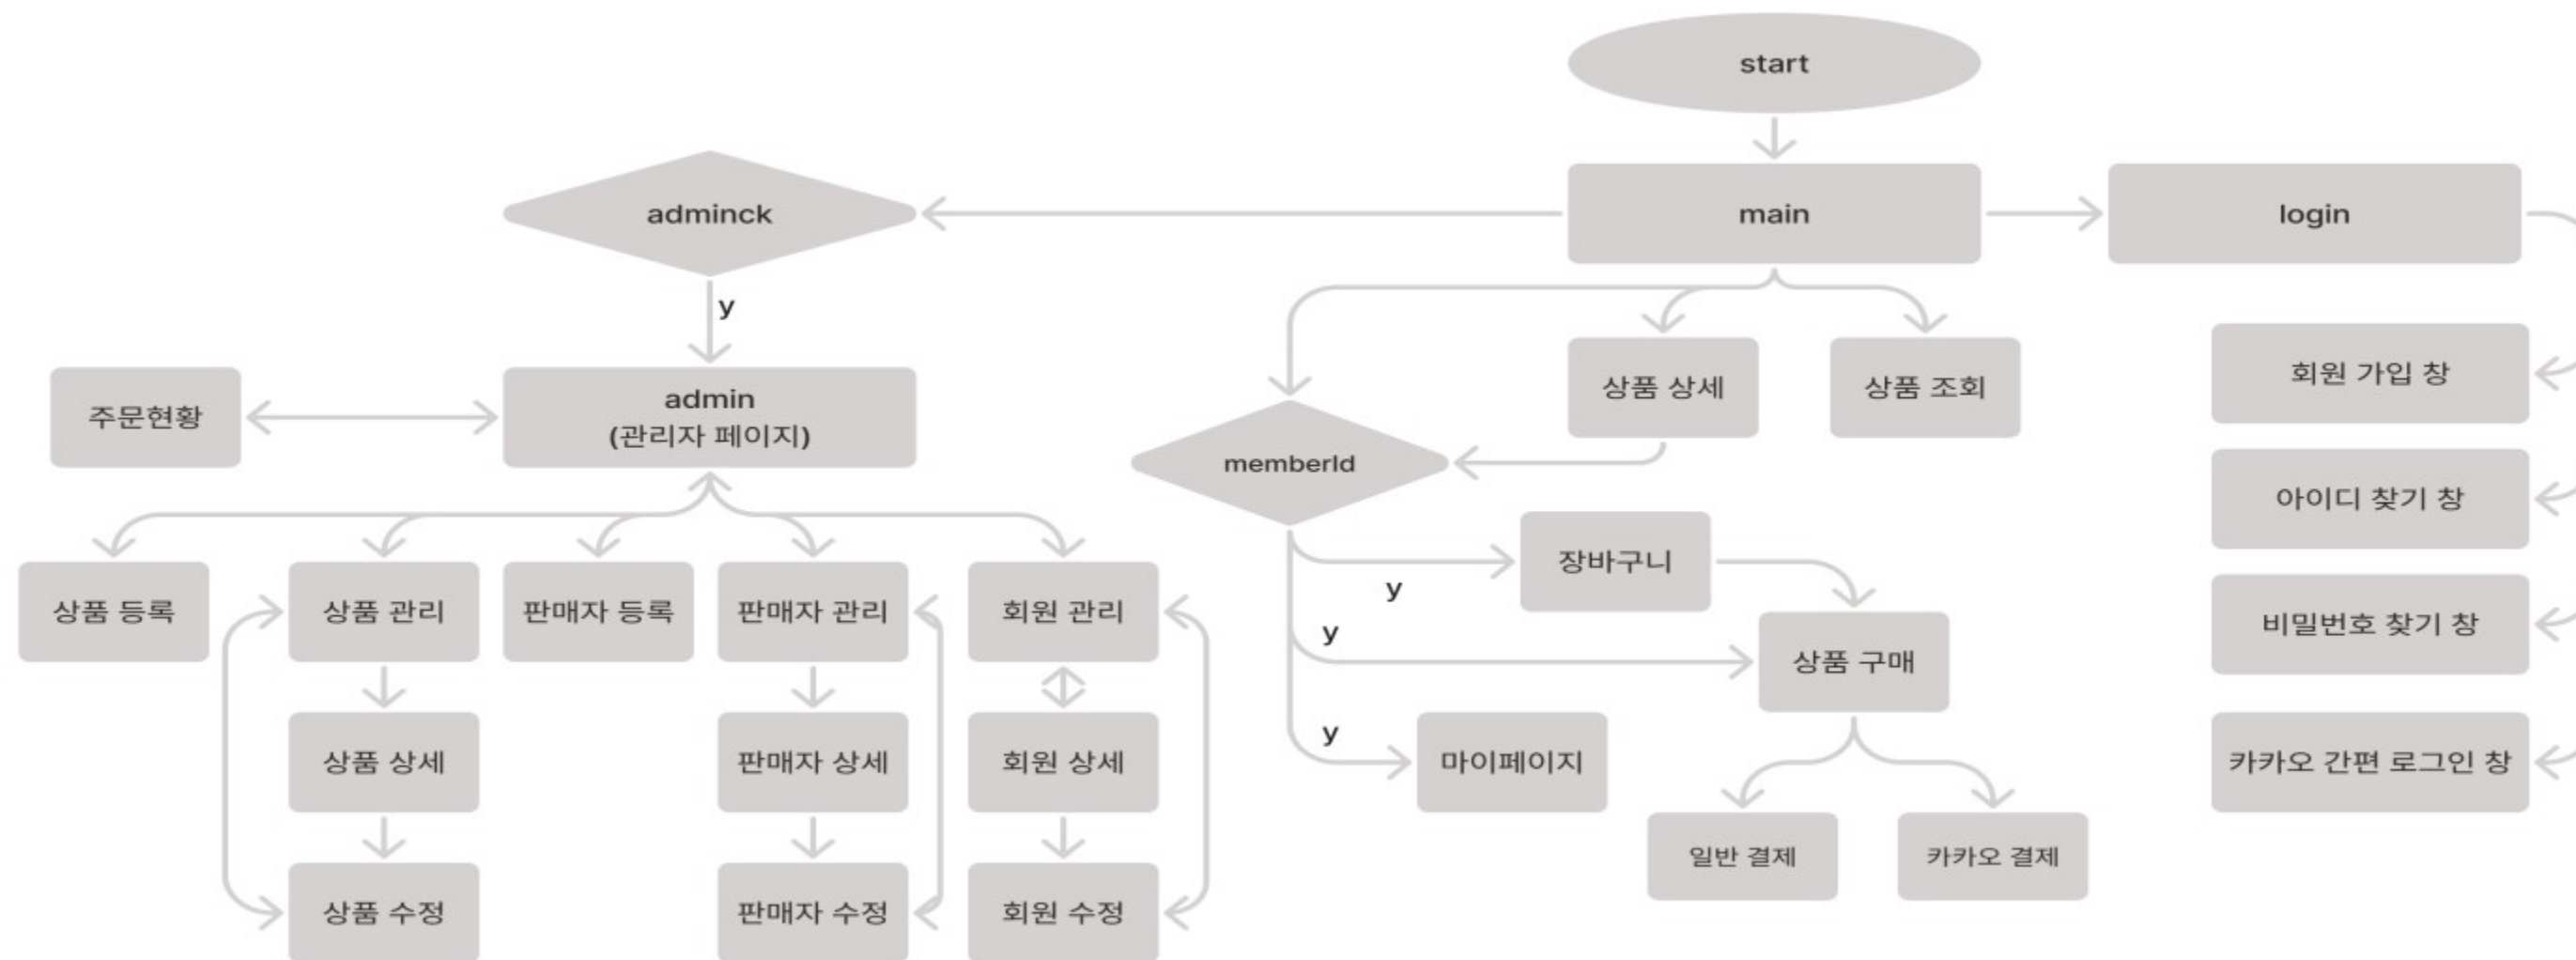 start
adminck
main
login
y
주문현황
admin
(관리자 페이지)
상품 상세
상품 조회
회원 가입 창
memberId
아이디 찾기 창
상품 등록
상품 관리
판매자 등록
판매자 관리
회원 관리
y
장바구니
비밀번호 찾기 창
y
상품 구매
상품 상세
판매자 상세
회원 상세
y
마이페이지
카카오 간편 로그인 창
일반 결제
카카오 결제
상품 수정
판매자 수정
회원 수정